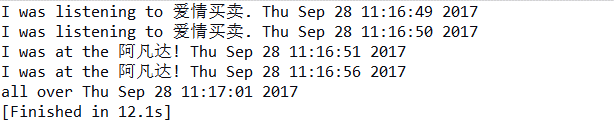 I was listening to 爱情买卖. Thu Sep 28 11:16:49 2017
I was listening to 爱情买卖. Thu Sep 28 11:16:50 2017
I was at the 阿凡达! Thu Sep 28 11:16:51 2017
I was at the 阿凡达! Thu Sep 28 11:16:56 2017
all over Thu Sep 28 11:17:01 2017
[Finished in 12.1s]